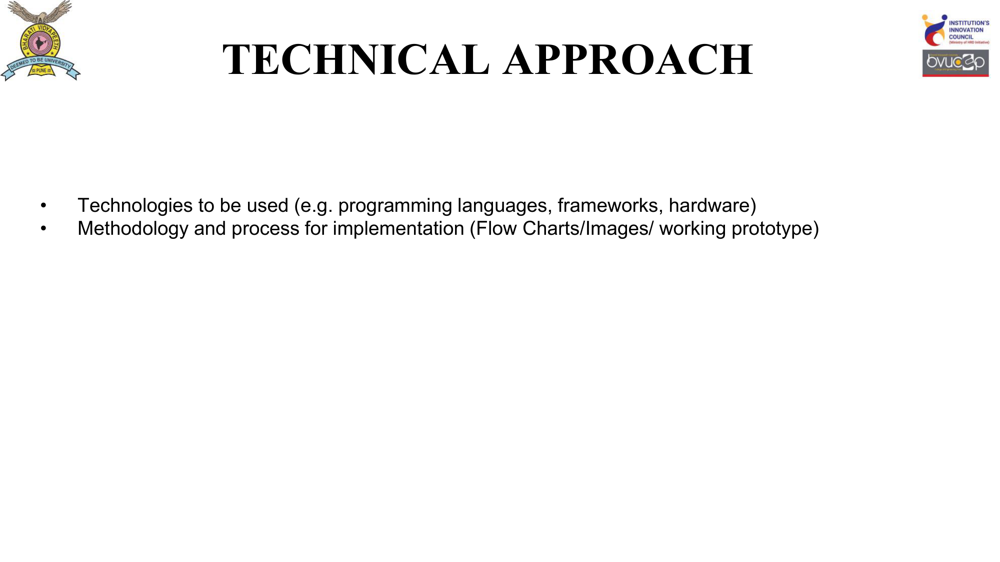 BHARATI VIDYAPEETH
DEEMED TO BE UNIVERSITY
PUNE
TECHNICAL APPROACH
INSTITUTION'S
INNOVATION
COUNCIL
(Ministry of HRD Initiative)
bvucoep
• Technologies to be used (e.g. programming languages, frameworks, hardware)
• Methodology and process for implementation (Flow Charts/Images/ working prototype)